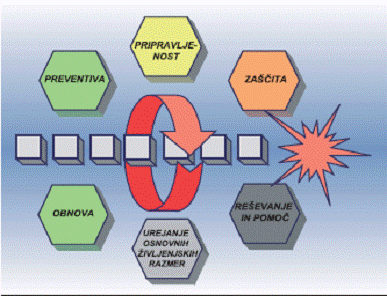 PRIPRAVLJE-
NOST
PREVENTIVA
ZAŠČITA
OBNOVA
REŠEVANJE
IN POMOČ
UREJANJE
OSNOVNIH
ŽIVLJENJSKIH
RAZMER